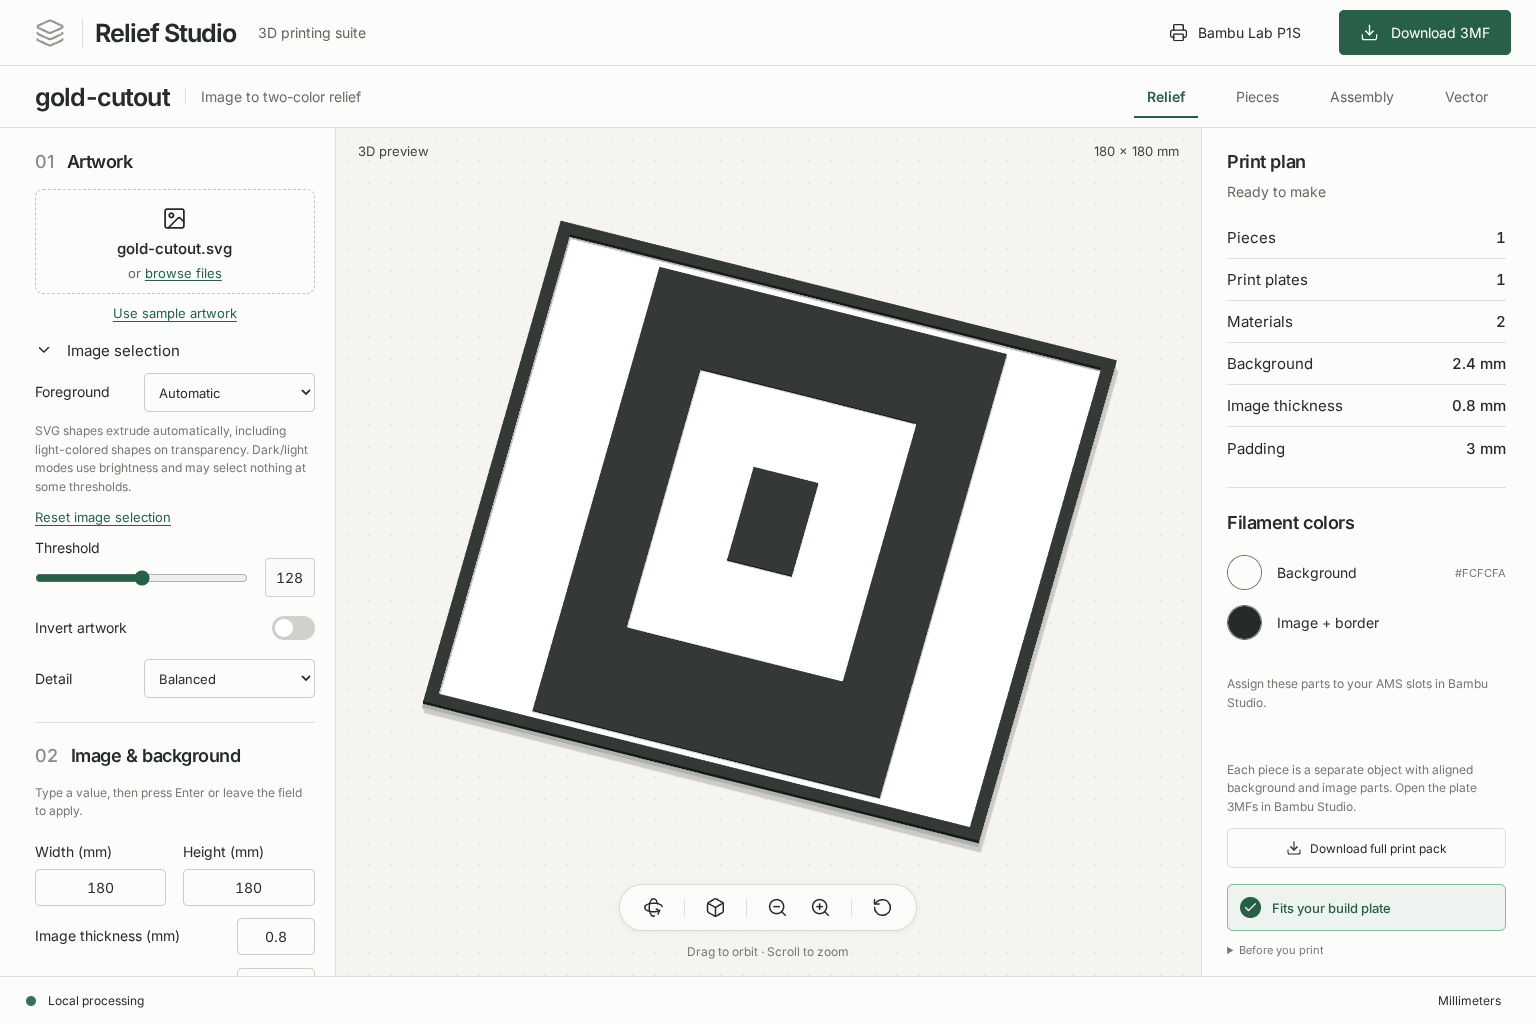 Relief Studio
3D printing suite
Bambu Lab P1S
Download 3MF
gold-cutout
Image to two-color relief
Relief
Pieces
Assembly
Vector
01 Artwork
gold-cutout.svg
or browse files
Use sample artwork
Image selection
Foreground
Automatic
SVG shapes extrude automatically, including
light-colored shapes on transparency. Dark/light
modes use brightness and may select nothing at
some thresholds.
Reset image selection
Threshold
128
Invert artwork
Detail
Balanced
02 Image & background
Type a value, then press Enter or leave the field
to apply.
Width (mm)
Height (mm)
180
180
Image thickness (mm)
0.8
3D preview
180 × 180 mm
Drag to orbit · Scroll to zoom
Print plan
Ready to make
Pieces
1
Print plates
1
Materials
2
Background
2.4 mm
Image thickness
0.8 mm
Padding
3 mm
Filament colors
Background
#FCFCFA
Image + border
Assign these parts to your AMS slots in Bambu
Studio.
Each piece is a separate object with aligned
background and image parts. Open the plate
3MFs in Bambu Studio.
Download full print pack
Fits your build plate
Before you print
Local processing
Millimeters